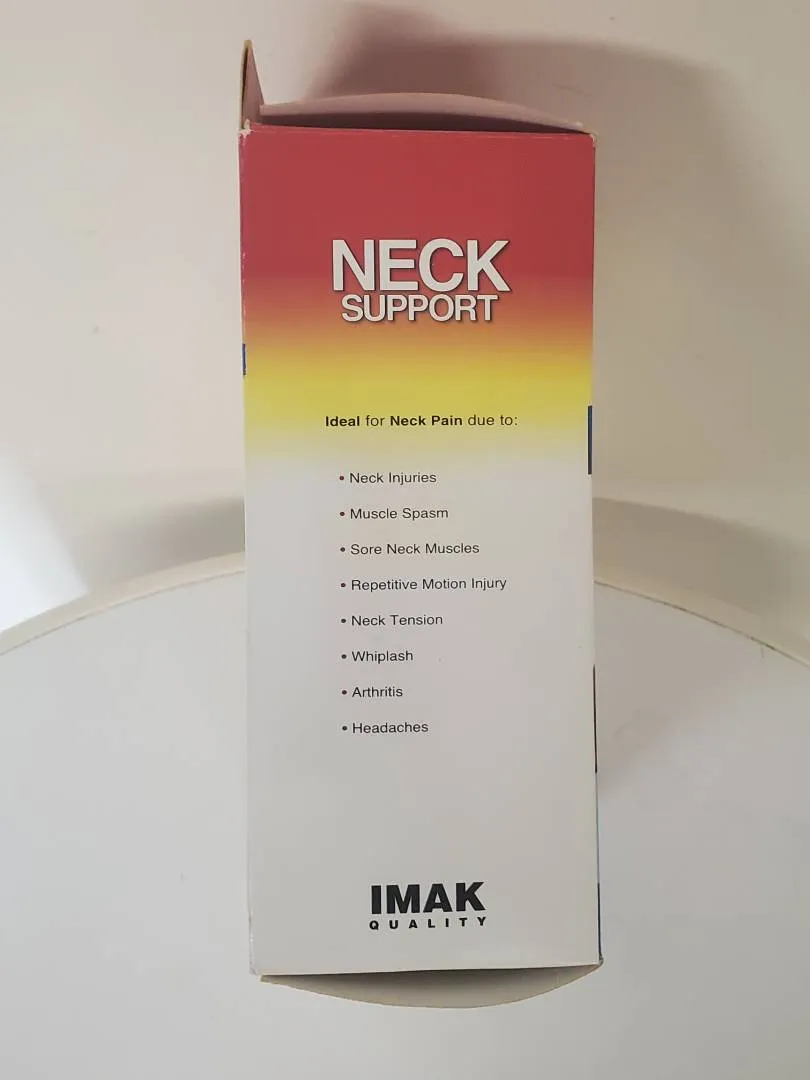 NECK
SUPPORT
Ideal for Neck Pain due to:
• Neck Injuries
• Muscle Spasm
• Sore Neck Muscles
• Repetitive Motion Injury
• Neck Tension
• Whiplash
• Arthritis
• Headaches
IMAK
QUALITY